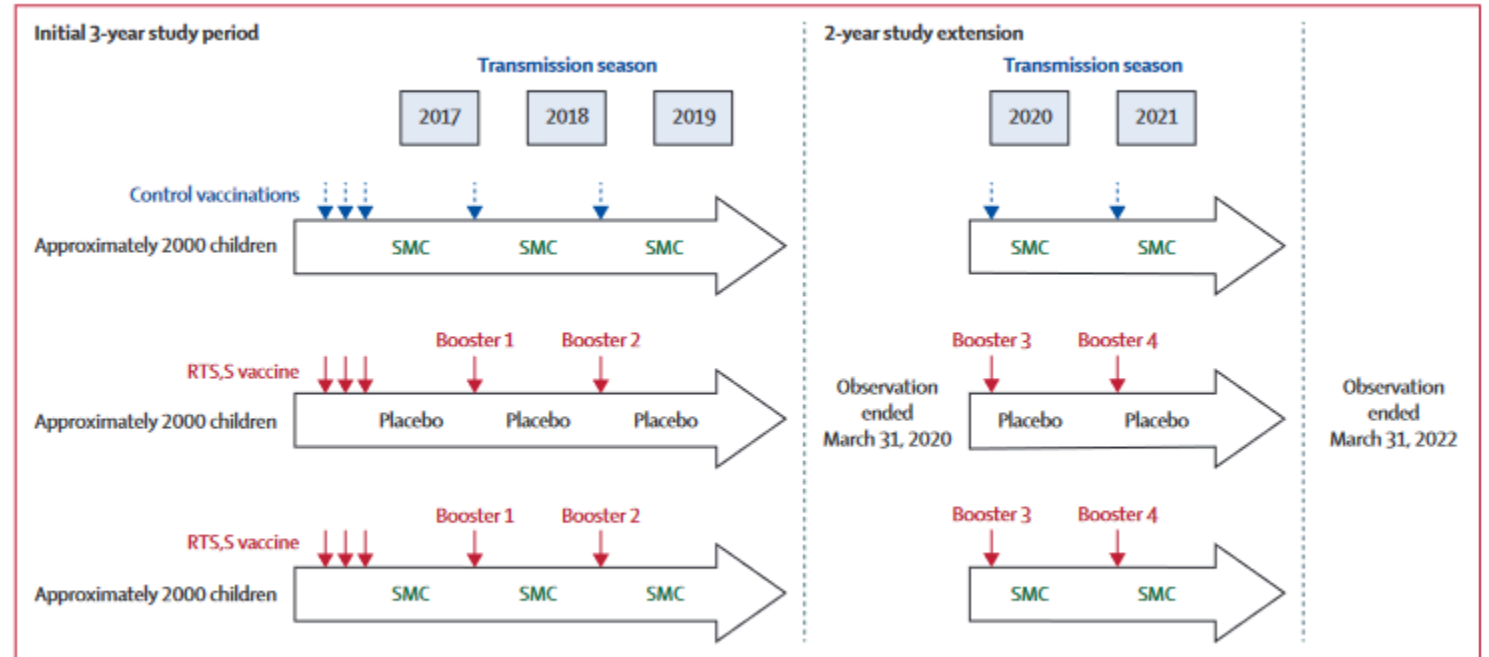 Initial 3-year study period
2-year study extension
Transmission season
Transmission season
2017
2018
2019
2020
2021
Control vaccinations
Approximately 2000 children
SMC
SMC
SMC
SMC
SMC
Booster 1
Booster 2
Booster 3
Booster 4
RTS,S vaccine
Approximately 2000 children
Placebo
Placebo
Placebo
Observation
ended
March 31, 2020
Placebo
Placebo
Observation
ended
March 31, 2022
Booster 1
Booster 2
Booster 3
Booster 4
RTS,S vaccine
Approximately 2000 children
SMC
SMC
SMC
SMC
SMC